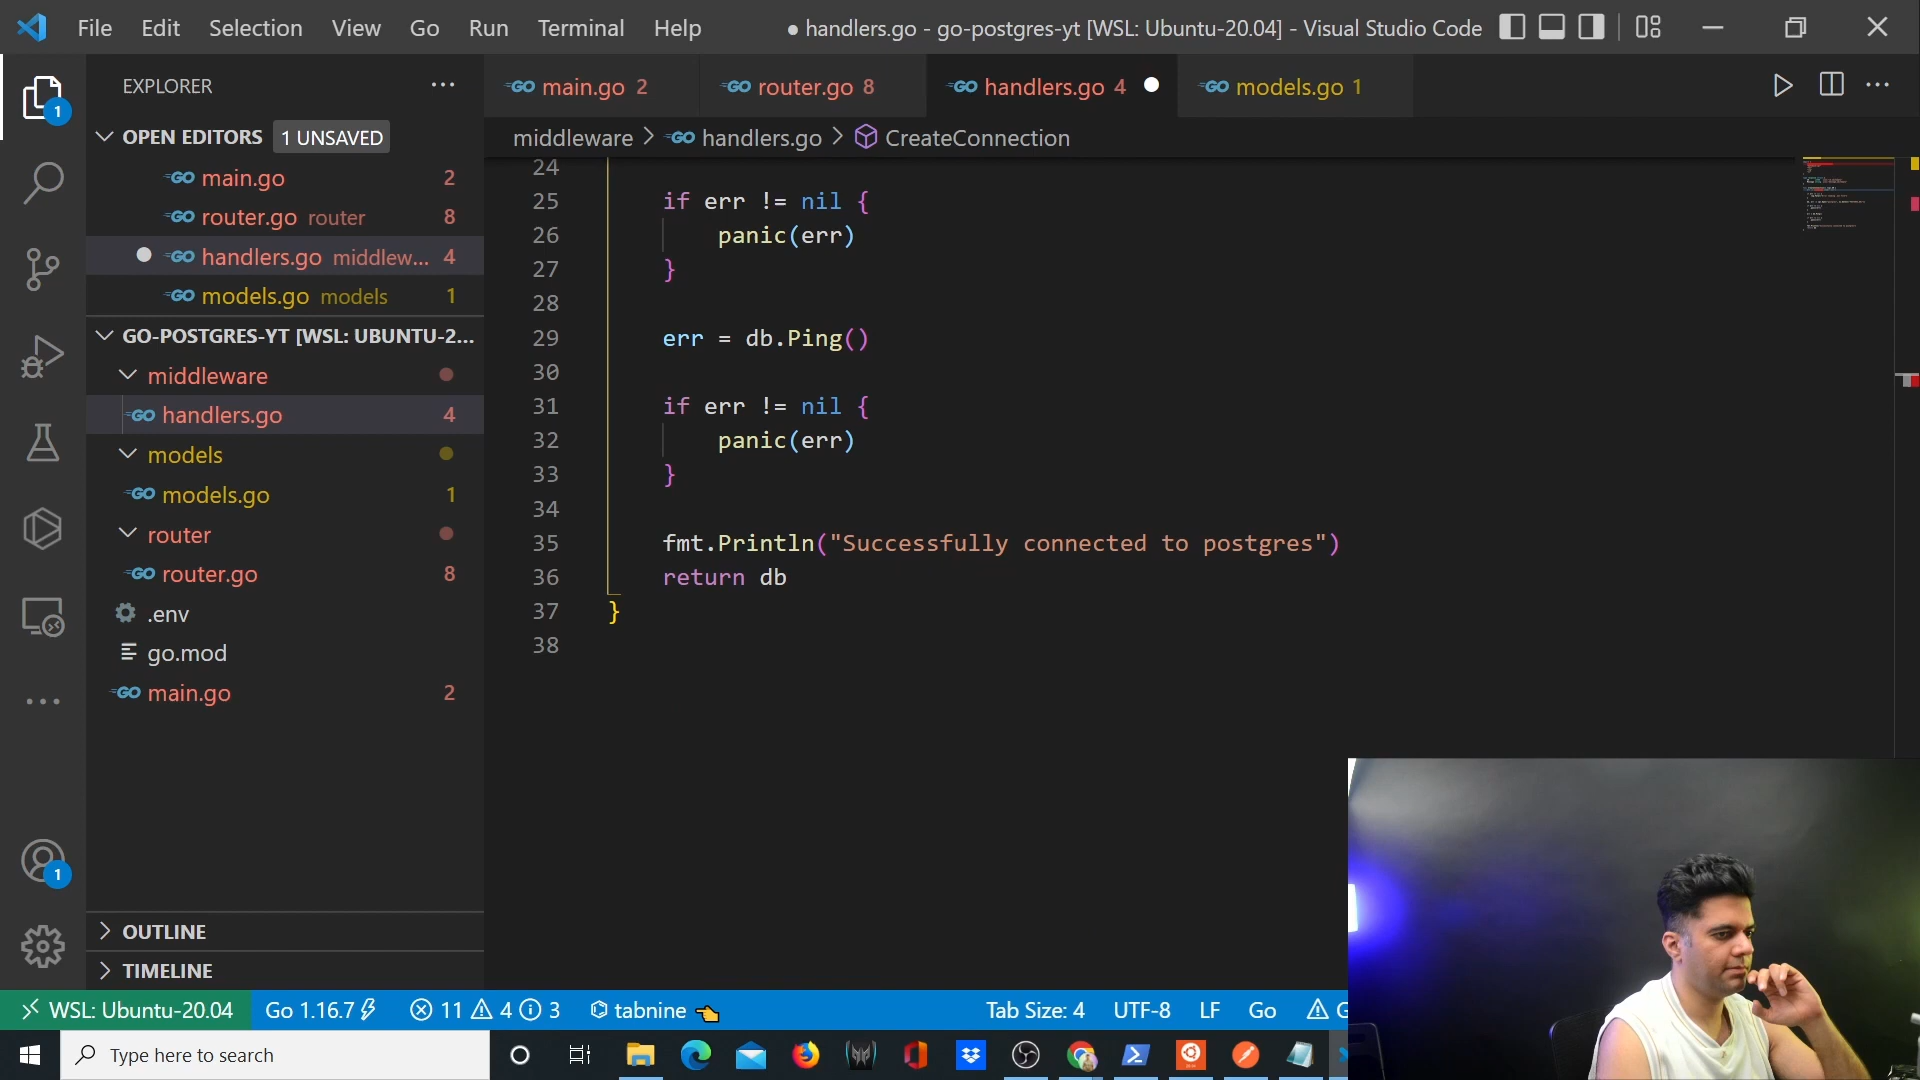 File Edit Selection View Go Run Terminal Help
● handlers.go - go-postgres-yt [WSL: Ubuntu-20.04] - Visual Studio Code
EXPLORER
OPEN EDITORS 1 UNSAVED
main.go 2
router.go router 8
handlers.go middlew... 4
models.go models 1
GO-POSTGRES-YT [WSL: UBUNTU-2...
middleware
handlers.go 4
models
models.go 1
router
router.go 8
.env
go.mod
main.go 2
OUTLINE
TIMELINE
1
1
GO main.go 2
GO router.go 8
GO handlers.go 4
GO models.go 1
middleware > GO handlers.go > CreateConnection
24
25 if err != nil {
26 panic(err)
27 }
28
29 err = db.Ping()
30
31 if err != nil {
32 panic(err)
33 }
34
35 fmt.Println("Successfully connected to postgres")
36 return db
37 }
38
WSL: Ubuntu-20.04 Go 1.16.7 11 4 3 tabnine Tab Size: 4 UTF-8 LF Go
Type here to search